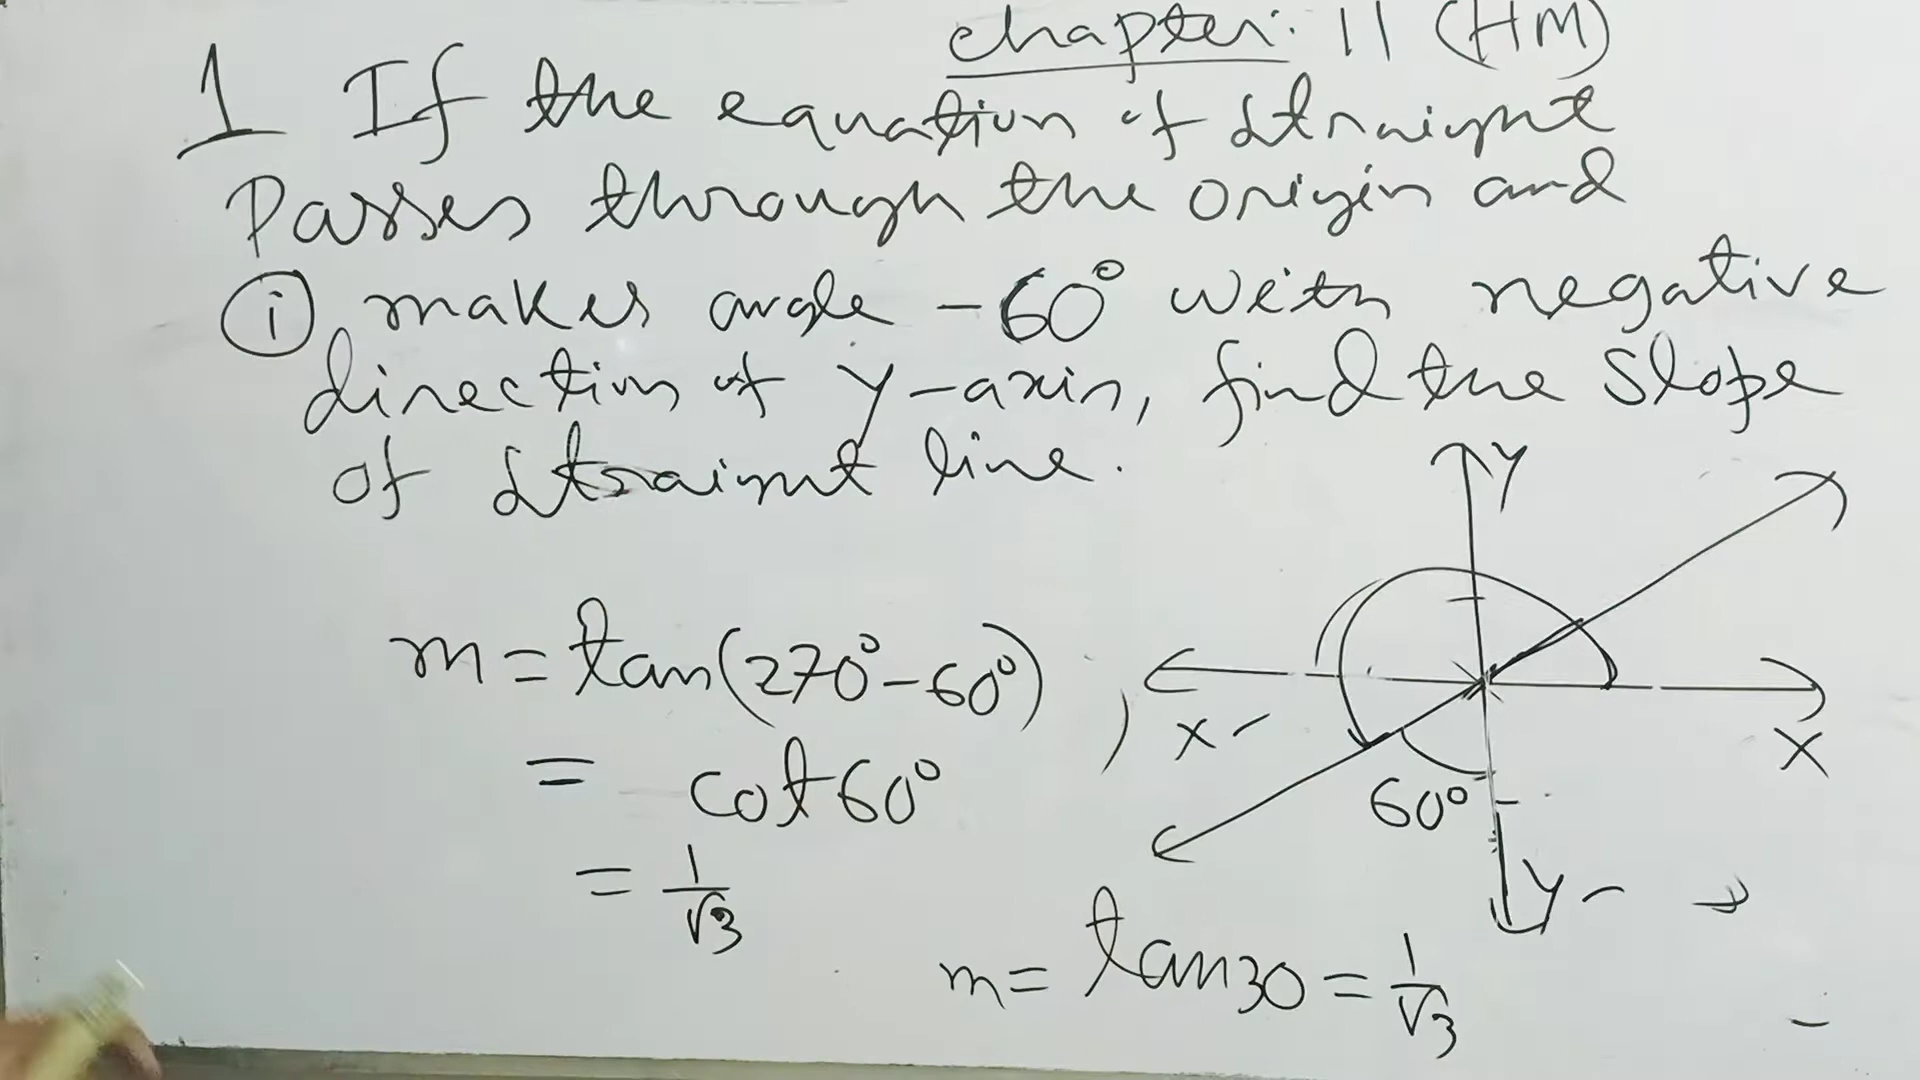 chapter: 11 (HM)
1 If the equation of straight
Passes through the origin and
(i) makes angle -60° with negative
direction of y-axis, find the slope
of straight line.
Y
m = tan(270° - 60°)
X-
X
= cot 60°
60°
= 1/√3
Y-
m = tan 30 = 1/√3